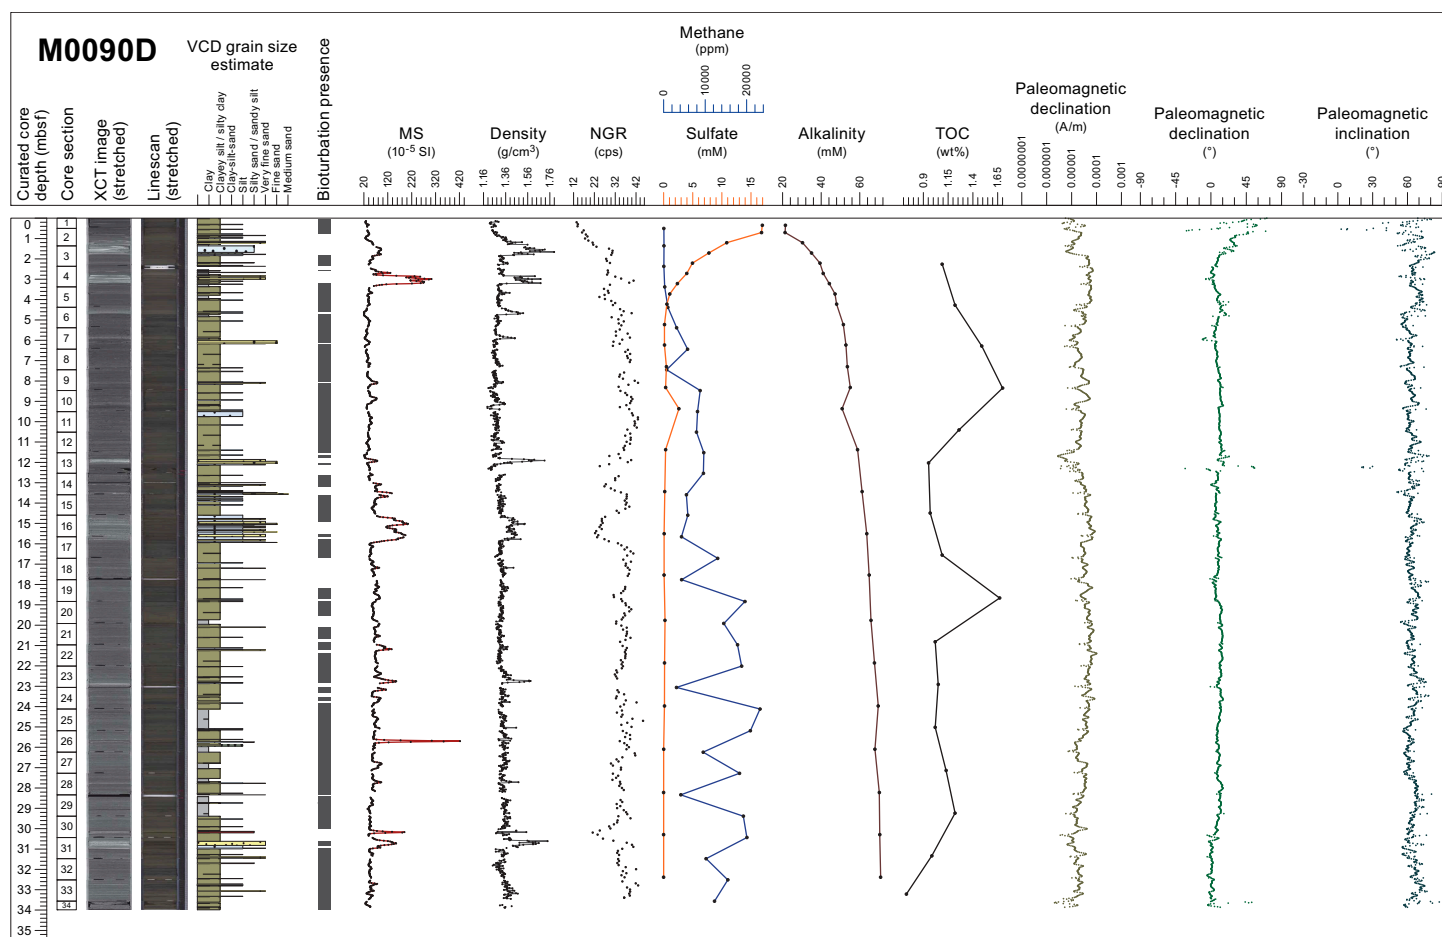 M0090D
Curated core depth (mbsf)
Core section
XCT image (stretched)
Linescan (stretched)
VCD grain size estimate
Clay
Clayey silt / silty clay
Clay-silt-sand
Silt
Silty sand / sandy silt
Very fine sand
Fine sand
Medium sand
Bioturbation presence
MS
(10-5 SI)
20 120 220 320 420
Density
(g/cm3)
1.16 1.36 1.56 1.76
NGR
(cps)
12 22 32 42
Methane
(ppm)
0 10000 20000
Sulfate
(mM)
0 5 10 15
Alkalinity
(mM)
20 40 60
TOC
(wt%)
0.9 1.15 1.4 1.65
Paleomagnetic declination
(A/m)
0.0000001 0.000001 0.00001 0.0001 0.001
Paleomagnetic declination
(°)
-90 -45 0 45 90
Paleomagnetic inclination
(°)
-30 0 30 60 90
0
1
2
3
4
5
6
7
8
9
10
11
12
13
14
15
16
17
18
19
20
21
22
23
24
25
26
27
28
29
30
31
32
33
34
35
1
2
3
4
5
6
7
8
9
10
11
12
13
14
15
16
17
18
19
20
21
22
23
24
25
26
27
28
29
30
31
32
33
34